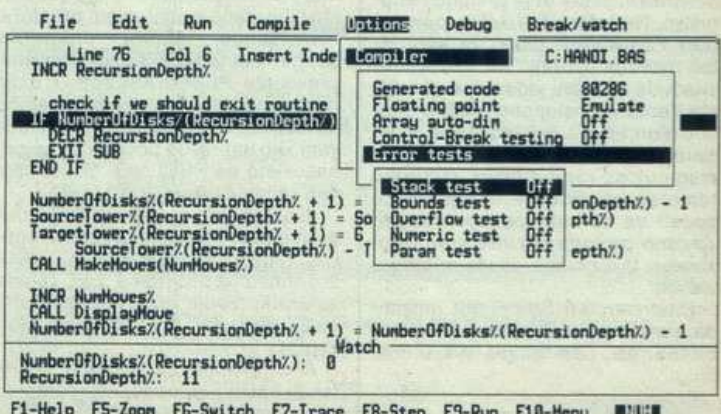 File Edit Run Compile Options Debug Break/watch
Line 76 Col 6 Insert Inde Compiler C:HANOI.BAS
INCR RecursionDepth%
Generated code 80286
Floating point Emulate
Array auto-dim Off
Control-Break testing Off
Error tests
check if we should exit routine
IF NumberOfDisks%(RecursionDepth%)
DECR RecursionDepth%
EXIT SUB
END IF
Stack test Off
Bounds test Off
Overflow test Off
Numeric test Off
Param test Off
NumberOfDisks%(RecursionDepth% + 1) = onDepth%) - 1
SourceTower%(RecursionDepth% + 1) = So pth%)
TargetTower%(RecursionDepth% + 1) = 6
SourceTower%(RecursionDepth%) - T epth%)
CALL MakeMoves(NumMoves%)
INCR NumMoves%
CALL DisplayMove
NumberOfDisks%(RecursionDepth% + 1) = NumberOfDisks%(RecursionDepth%) - 1
Watch
NumberOfDisks%(RecursionDepth%): 0
RecursionDepth%: 11
F1-Help F5-Zoom F6-Switch F7-Trace F8-Step F9-Run F10-Menu